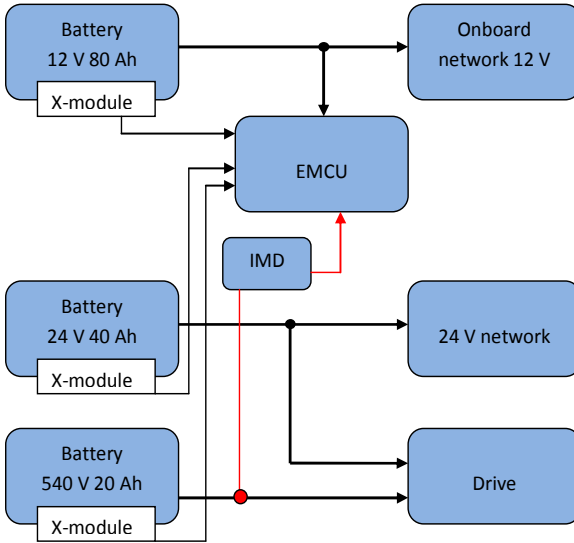 Battery
12 V 80 Ah
X-module
Onboard
network 12 V
EMCU
IMD
Battery
24 V 40 Ah
X-module
24 V network
Battery
540 V 20 Ah
X-module
Drive